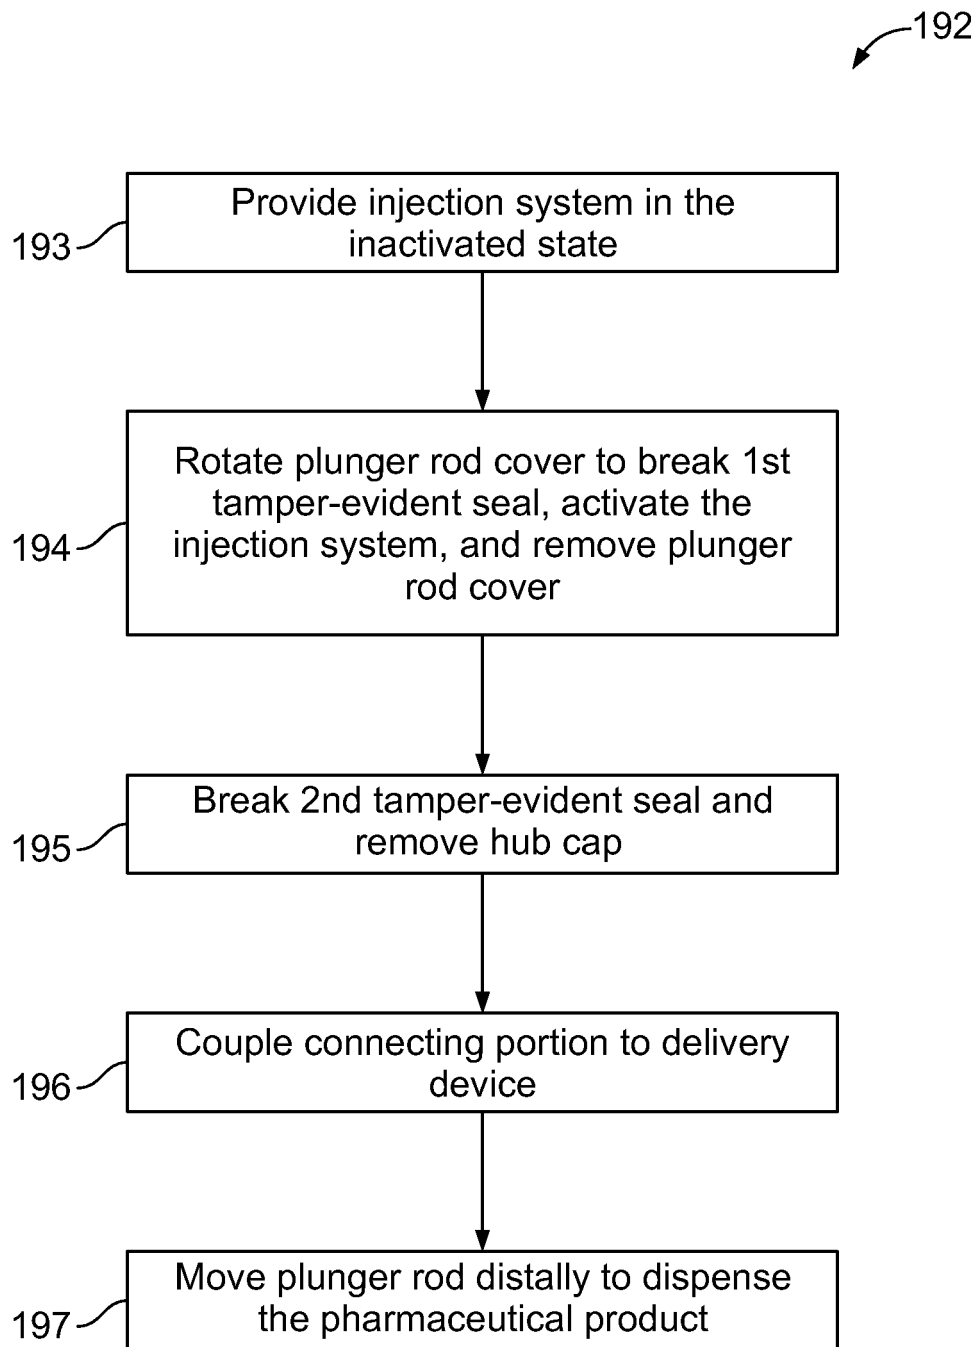 192
Provide injection system in the
inactivated state
193
Rotate plunger rod cover to break 1st
tamper-evident seal, activate the
injection system, and remove plunger
rod cover
194
Break 2nd tamper-evident seal and
remove hub cap
195
Couple connecting portion to delivery
device
196
Move plunger rod distally to dispense
the pharmaceutical product
197